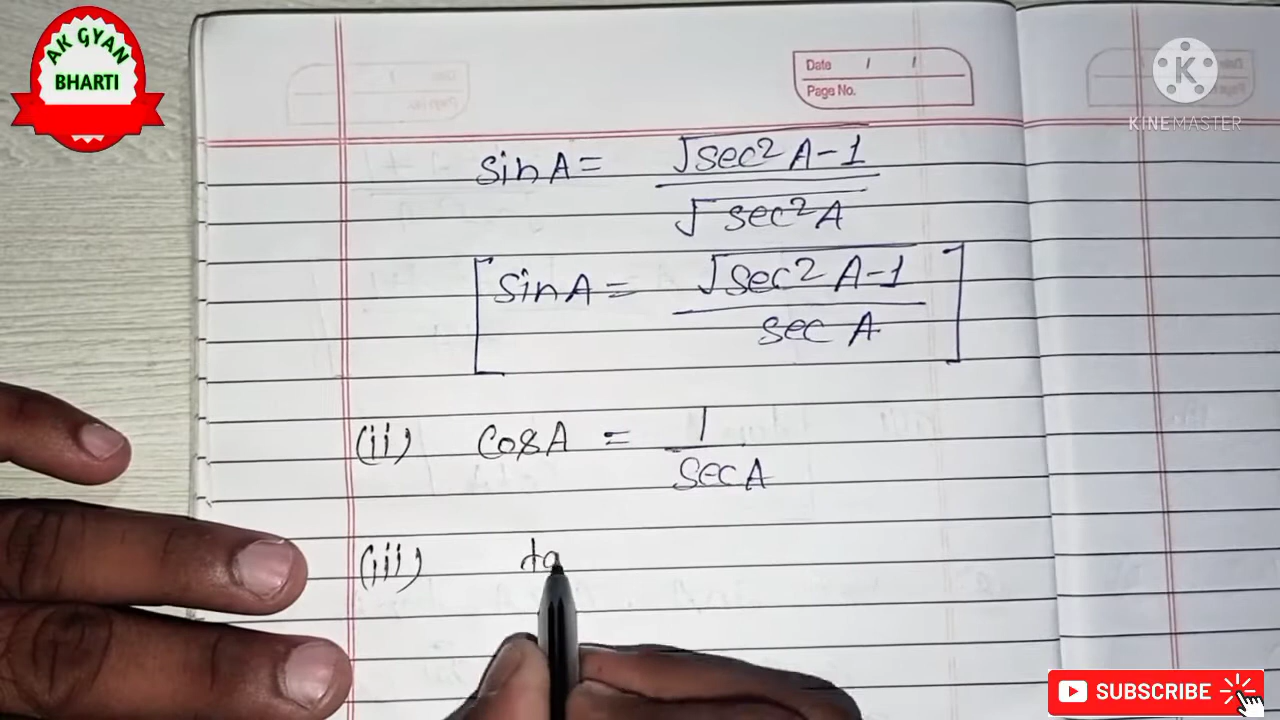 AK GYAN
BHARTI
Date / /
Page No.
KINEMASTER
sin A = √sec² A - 1
√sec² A
sin A = √sec² A - 1
sec A
(ii) cos A = 1
sec A
(iii) ta
SUBSCRIBE